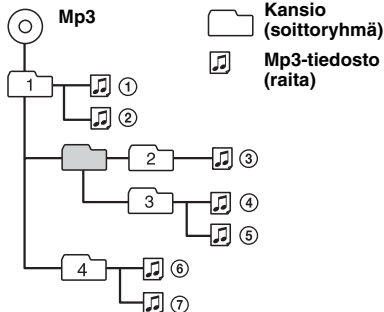 Mp3
Kansio
(soittoryhmä)
Mp3-tiedosto
(raita)
1
①
②
2
③
3
④
⑤
4
⑥
⑦